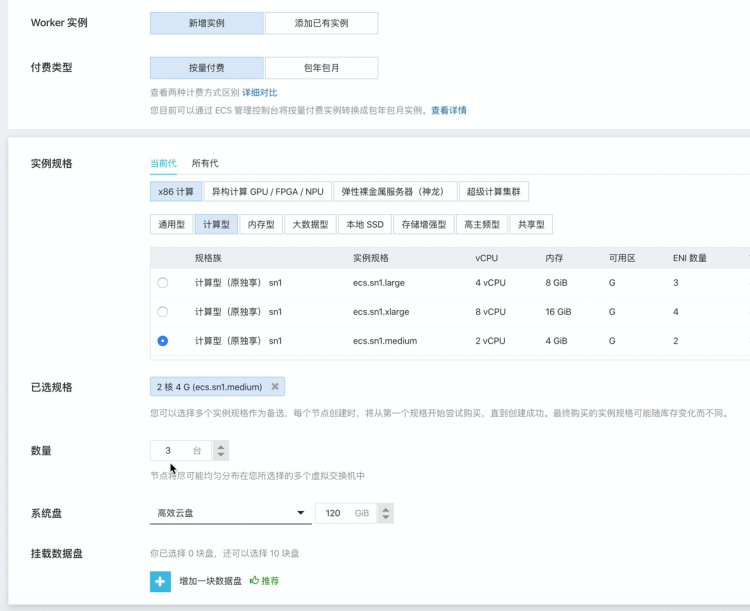 Worker 实例 新增实例 添加已有实例
付费类型 按量付费 包年包月
查看两种计费方式区别 详细对比
您目前可以通过 ECS 管理控制台将按量付费实例转换成包年包月实例。 查看详情
实例规格 当前代 所有代
x86 计算 异构计算 GPU / FPGA / NPU 弹性裸金属服务器（神龙） 超级计算集群
通用型 计算型 内存型 大数据型 本地 SSD 存储增强型 高主频型 共享型
规格族 实例规格 vCPU 内存 可用区 ENI 数量
计算型（原独享） sn1 ecs.sn1.large 4 vCPU 8 GiB G 3
计算型（原独享） sn1 ecs.sn1.xlarge 8 vCPU 16 GiB G 4
计算型（原独享） sn1 ecs.sn1.medium 2 vCPU 4 GiB G 2
已选规格 2 核 4 G (ecs.sn1.medium)
您可以选择多个实例规格作为备选，每个节点创建时，将从第一个规格开始尝试购买，直到创建成功。最终购买的实例规格可能随库存变化而不同。
数量 3 台
节点将尽可能均匀分布在您所选择的多个虚拟交换机中
系统盘 高效云盘 120 GiB
挂载数据盘 你已选择 0 块盘，还可以选择 10 块盘
增加一块数据盘 推荐